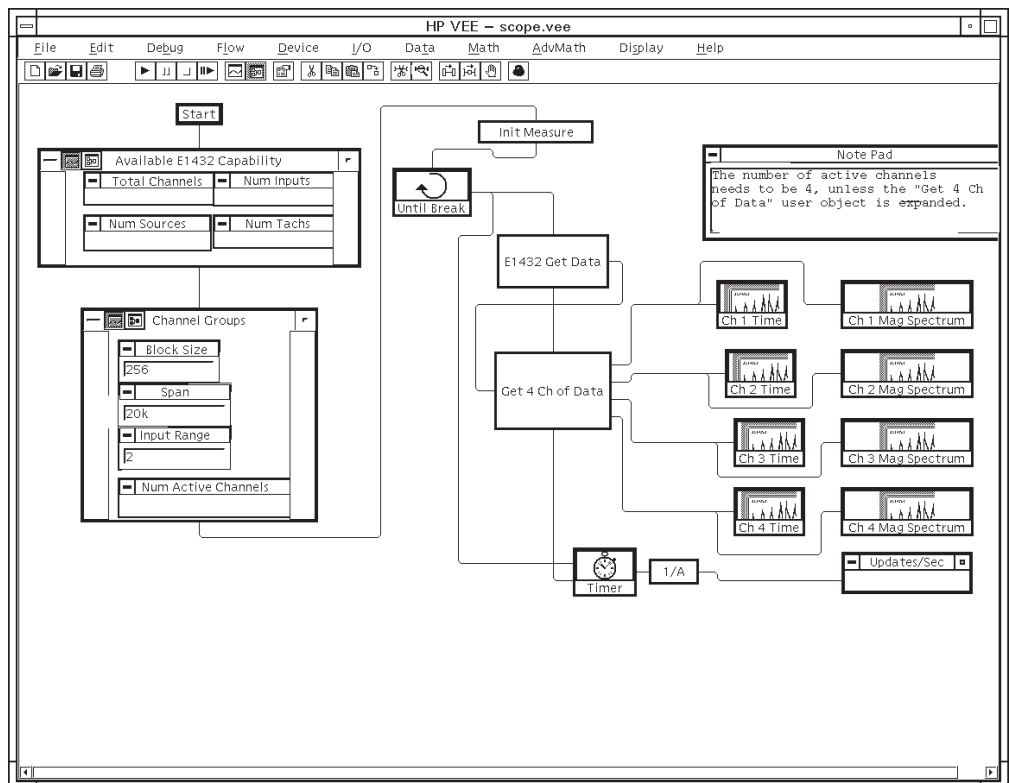 HP VEE – scope.vee
File Edit Debug Flow Device I/O Data Math AdvMath Display Help
Start
Available E1432 Capability
Total Channels
Num Inputs
Num Sources
Num Tachs
Channel Groups
Block Size
256
Span
20k
Input Range
2
Num Active Channels
Init Measure
Until Break
E1432 Get Data
Get 4 Ch of Data
Note Pad
The number of active channels
needs to be 4, unless the "Get 4 Ch
of Data" user object is expanded.
Ch 1 Time
Ch 1 Mag Spectrum
Ch 2 Time
Ch 2 Mag Spectrum
Ch 3 Time
Ch 3 Mag Spectrum
Ch 4 Time
Ch 4 Mag Spectrum
Timer
1/A
Updates/Sec